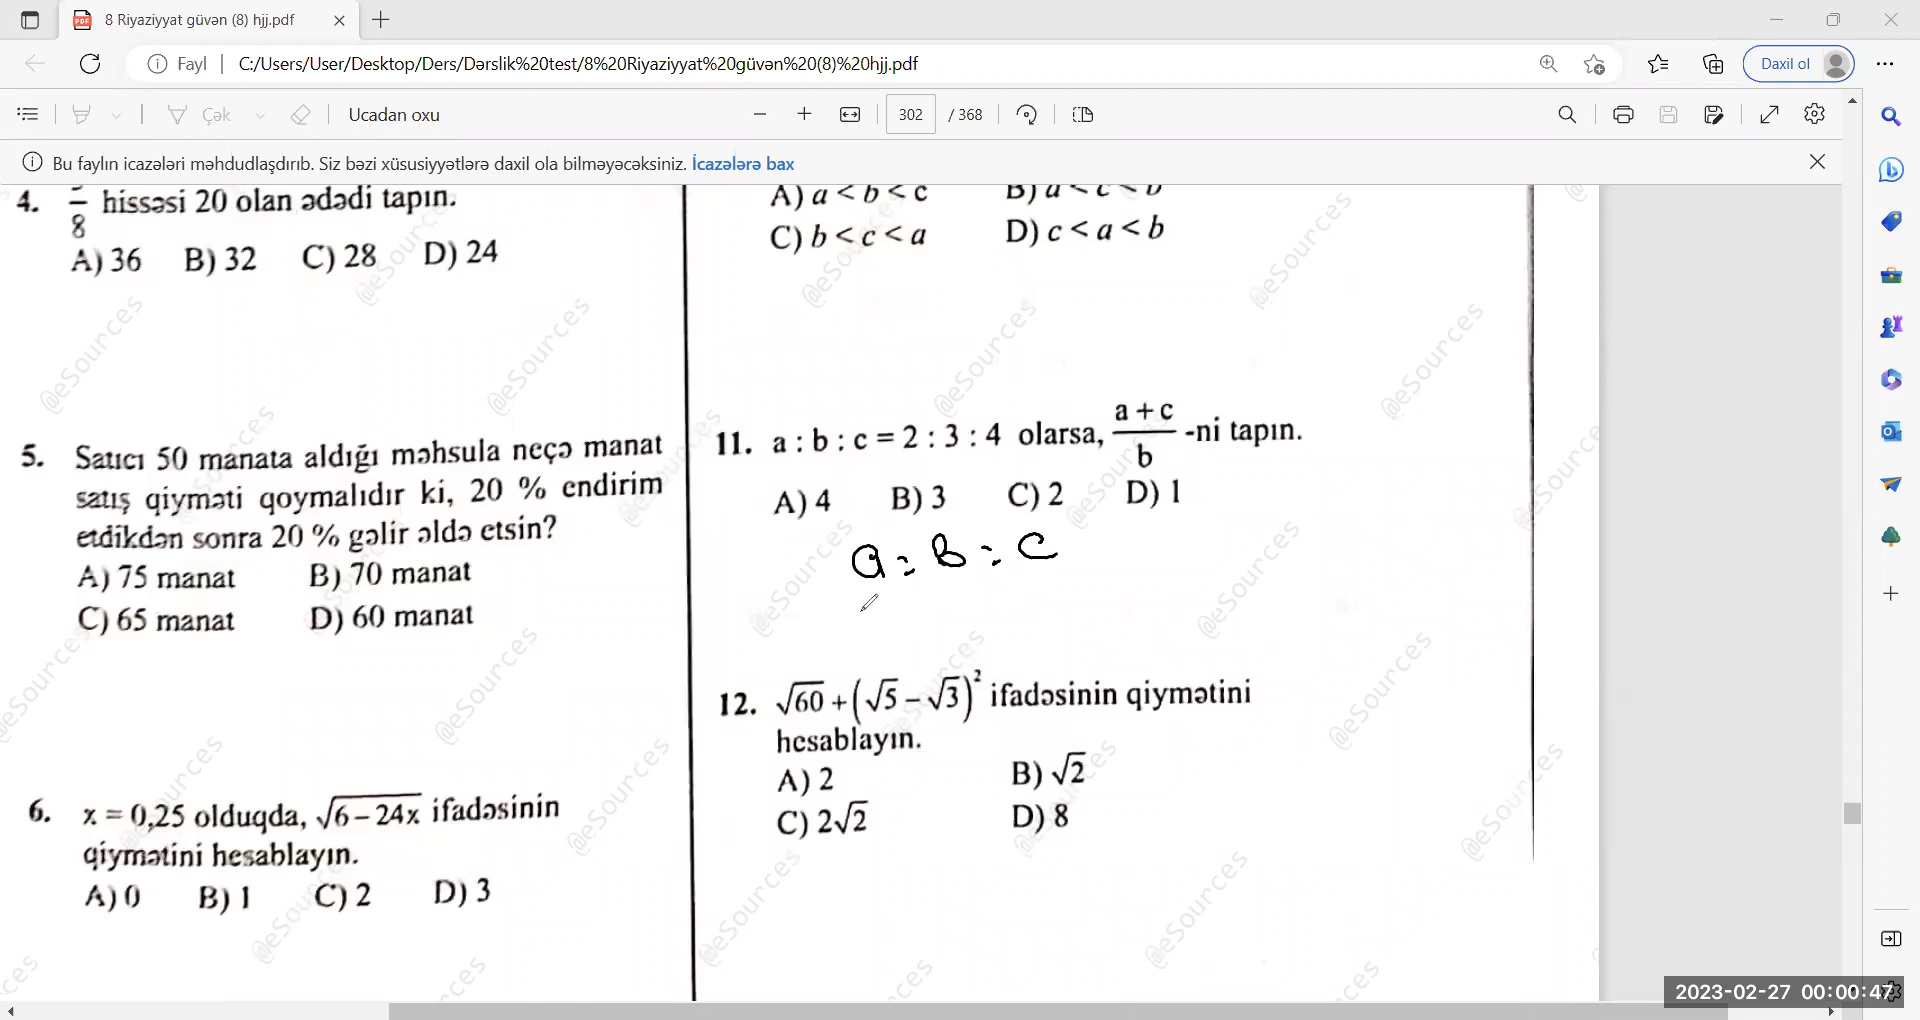 8 Riyaziyyat güvən (8) hjj.pdf
Fayl | C:/Users/User/Desktop/Ders/Dərslik%20test/8%20Riyaziyyat%20güvən%20(8)%20hjj.pdf
Daxil ol
Çək
Ucadan oxu
302 / 368
Bu faylın icazələri məhdudlaşdırıb. Siz bəzi xüsusiyyətlərə daxil ola bilməyəcəksiniz. İcazələrə bax
4. /8 hissəsi 20 olan ədədi tapın.
A) 36 B) 32 C) 28 D) 24
5. Satıcı 50 manata aldığı məhsula neçə manat
satış qiyməti qoymalıdır ki, 20 % endirim
etdikdən sonra 20 % gəlir əldə etsin?
A) 75 manat B) 70 manat
C) 65 manat D) 60 manat
6. x = 0,25 olduqda, √(6 – 24x) ifadəsinin
qiymətini hesablayın.
A) 0 B) 1 C) 2 D) 3
A) a < b < c B) a < c < b
C) b < c < a D) c < a < b
11. a : b : c = 2 : 3 : 4 olarsa, (a + c)/b -ni tapın.
A) 4 B) 3 C) 2 D) 1
a : b : c
12. √60 + (√5 – √3)² ifadəsinin qiymətini
hesablayın.
A) 2 B) √2
C) 2√2 D) 8
@eSources
2023-02-27 00:00:47